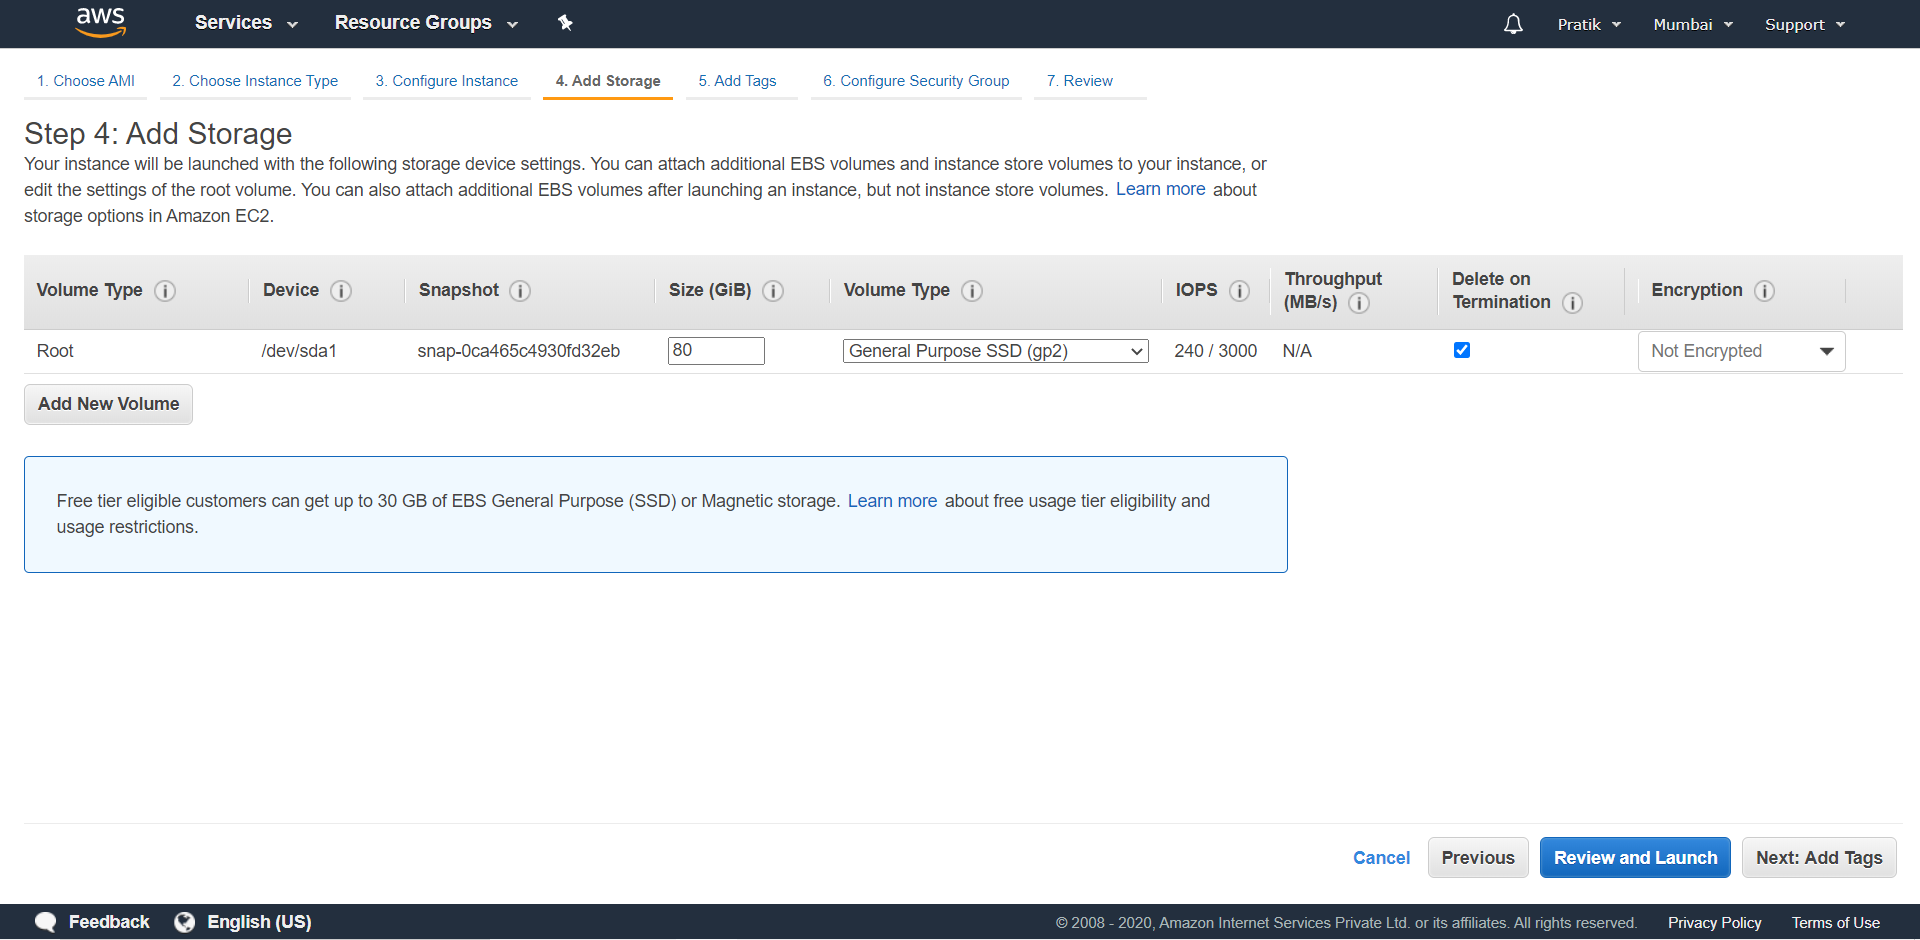 aws Services Resource Groups Pratik Mumbai Support
1. Choose AMI 2. Choose Instance Type 3. Configure Instance 4. Add Storage 5. Add Tags 6. Configure Security Group 7. Review
Step 4: Add Storage
Your instance will be launched with the following storage device settings. You can attach additional EBS volumes and instance store volumes to your instance, or
edit the settings of the root volume. You can also attach additional EBS volumes after launching an instance, but not instance store volumes. Learn more about
storage options in Amazon EC2.
Volume Type i Device i Snapshot i Size (GiB) i Volume Type i IOPS i Throughput (MB/s) i Delete on Termination i Encryption i
Root /dev/sda1 snap-0ca465c4930fd32eb 80 General Purpose SSD (gp2) 240 / 3000 N/A Not Encrypted
Add New Volume
Free tier eligible customers can get up to 30 GB of EBS General Purpose (SSD) or Magnetic storage. Learn more about free usage tier eligibility and
usage restrictions.
Cancel Previous Review and Launch Next: Add Tags
Feedback English (US) © 2008 - 2020, Amazon Internet Services Private Ltd. or its affiliates. All rights reserved. Privacy Policy Terms of Use